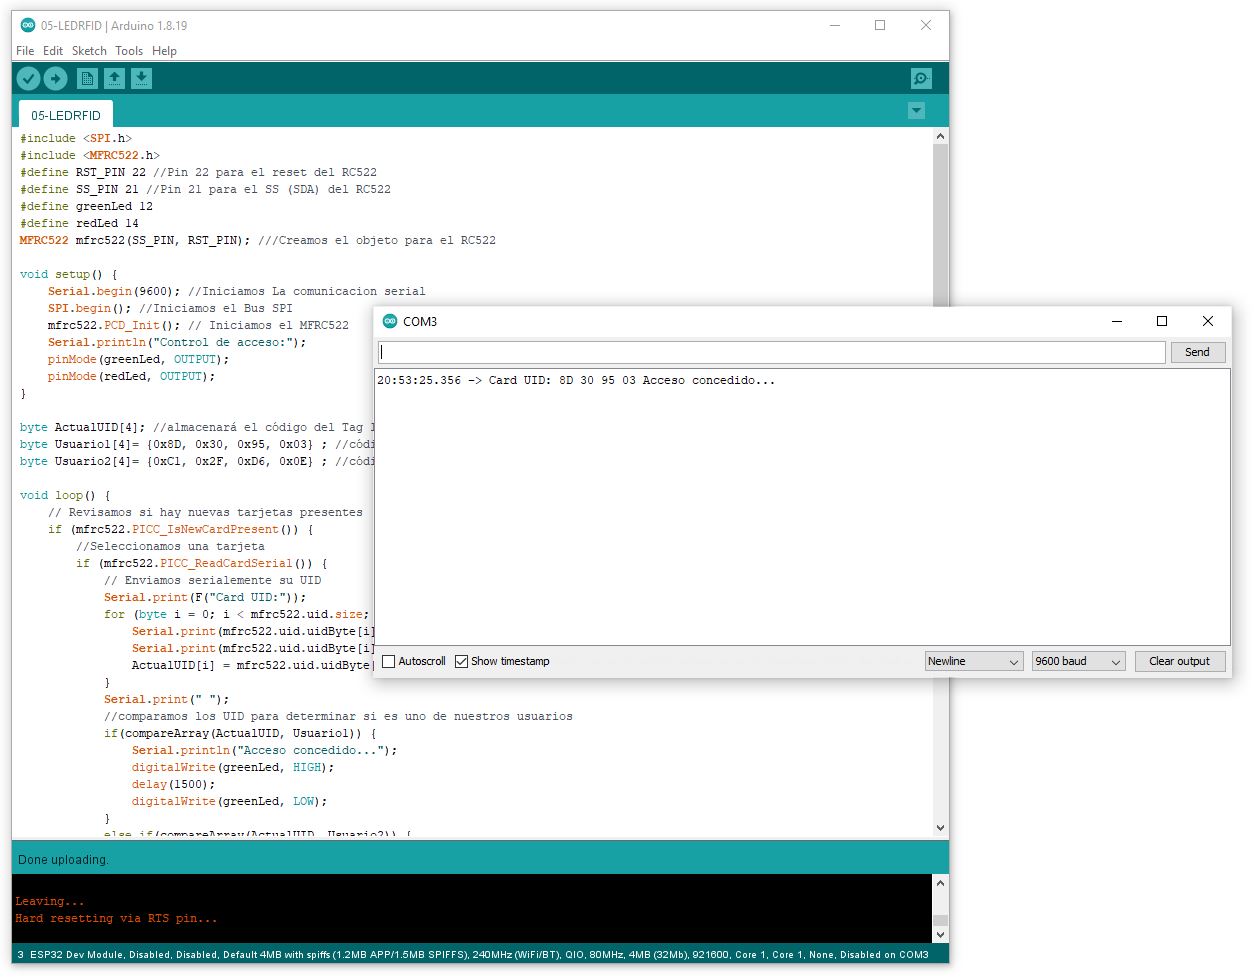 05-LEDRFID | Arduino 1.8.19
File Edit Sketch Tools Help
05-LEDRFID
#include <SPI.h>
#include <MFRC522.h>
#define RST_PIN 22 //Pin 22 para el reset del RC522
#define SS_PIN 21 //Pin 21 para el SS (SDA) del RC522
#define greenLed 12
#define redLed 14
MFRC522 mfrc522(SS_PIN, RST_PIN); ///Creamos el objeto para el RC522
void setup() {
Serial.begin(9600); //Iniciamos La comunicacion serial
SPI.begin(); //Iniciamos el Bus SPI
mfrc522.PCD_Init(); // Iniciamos el MFRC522
Serial.println("Control de acceso:");
pinMode(greenLed, OUTPUT);
pinMode(redLed, OUTPUT);
}
byte ActualUID[4]; //almacenará el código del Tag
byte Usuario1[4]= {0x8D, 0x30, 0x95, 0x03} ; //códi
byte Usuario2[4]= {0xC1, 0x2F, 0xD6, 0x0E} ; //códi
void loop() {
// Revisamos si hay nuevas tarjetas presentes
if (mfrc522.PICC_IsNewCardPresent()) {
//Seleccionamos una tarjeta
if (mfrc522.PICC_ReadCardSerial()) {
// Enviamos serialemente su UID
Serial.print(F("Card UID:"));
for (byte i = 0; i < mfrc522.uid.size;
Serial.print(mfrc522.uid.uidByte[i]
Serial.print(mfrc522.uid.uidByte[i]
ActualUID[i] = mfrc522.uid.uidByte[
}
Serial.print(" ");
//comparamos los UID para determinar si es uno de nuestros usuarios
if(compareArray(ActualUID, Usuario1)) {
Serial.println("Acceso concedido...");
digitalWrite(greenLed, HIGH);
delay(1500);
digitalWrite(greenLed, LOW);
}
else if(compareArray(ActualUID, Usuario2)) {
COM3
Send
20:53:25.356 -> Card UID: 8D 30 95 03 Acceso concedido...
Autoscroll Show timestamp Newline 9600 baud Clear output
Done uploading.
Leaving...
Hard resetting via RTS pin...
3 ESP32 Dev Module, Disabled, Disabled, Default 4MB with spiffs (1.2MB APP/1.5MB SPIFFS), 240MHz (WiFi/BT), QIO, 80MHz, 4MB (32Mb), 921600, Core 1, Core 1, None, Disabled on COM3